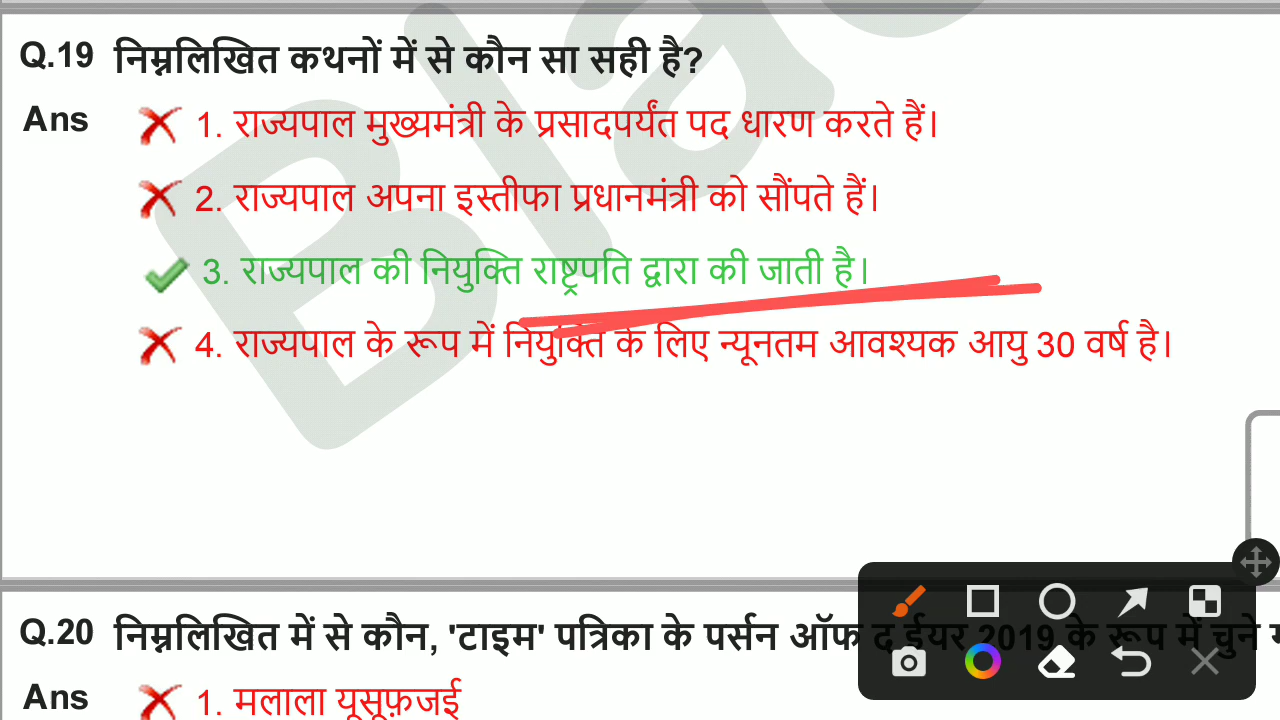 Q.19 निम्नलिखित कथनों में से कौन सा सही है?
Ans 1. राज्यपाल मुख्यमंत्री के प्रसादपर्यंत पद धारण करते हैं।
2. राज्यपाल अपना इस्तीफा प्रधानमंत्री को सौंपते हैं।
3. राज्यपाल की नियुक्ति राष्ट्रपति द्वारा की जाती है।
4. राज्यपाल के रूप में नियुक्ति के लिए न्यूनतम आवश्यक आयु 30 वर्ष है।
Q.20 निम्नलिखित में से कौन, 'टाइम' पत्रिका के पर्सन ऑफ द ईयर 2019 के रूप में चुने
Ans 1. मलाला यूसूफ़जई